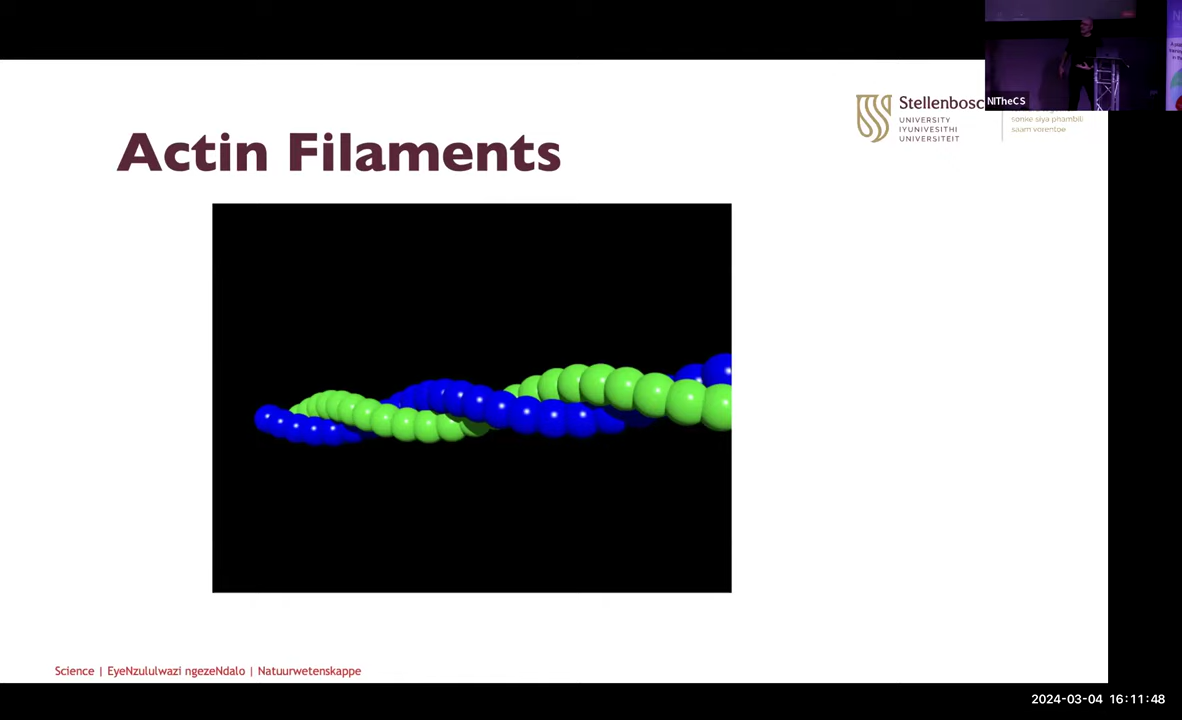 Actin Filaments
Stellenbosc
UNIVERSITY
IYUNIVESITHI
UNIVERSITEIT
sonke siya phambili
saam vorentoe
NITheCS
Science | EyeNzululwazi ngezeNdalo | Natuurwetenskappe
2024-03-04 16:11:48